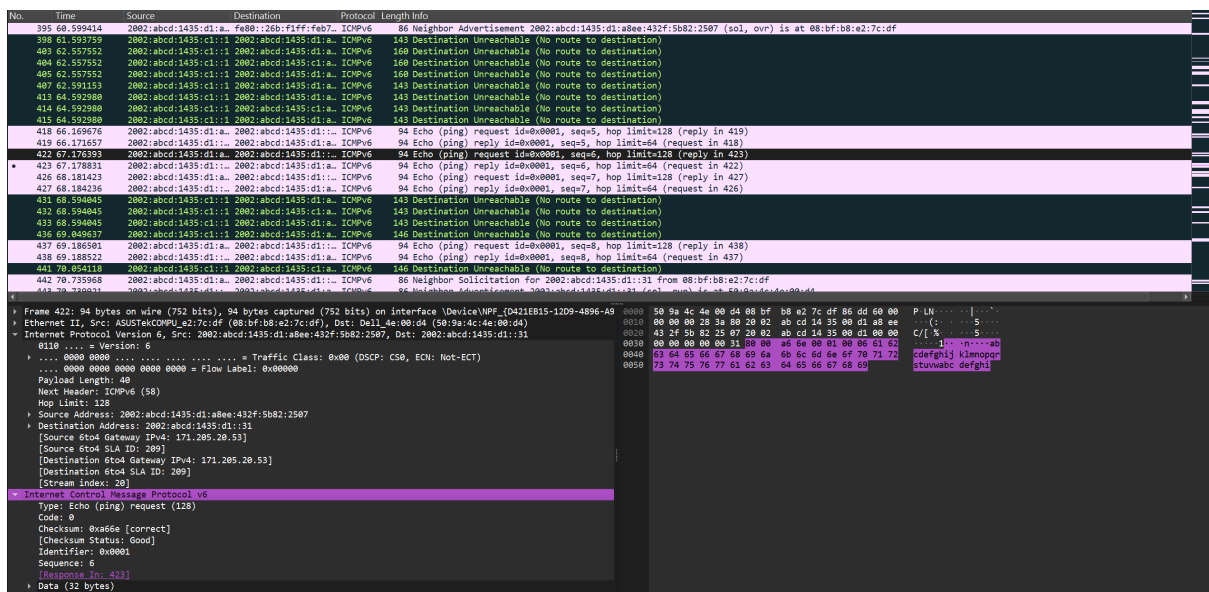 No. Time Source Destination Protocol Length Info
395 60.599414 2002:abcd:1435:d1:a… fe80::26b:f1ff:feb7… ICMPv6 86 Neighbor Advertisement 2002:abcd:1435:d1:a8ee:432f:5b82:2507 (sol, ovr) is at 08:bf:b8:e2:7c:df
398 61.593759 2002:abcd:1435:c1::1 2002:abcd:1435:d1:a… ICMPv6 143 Destination Unreachable (No route to destination)
403 62.557552 2002:abcd:1435:c1::1 2002:abcd:1435:d1:a… ICMPv6 160 Destination Unreachable (No route to destination)
404 62.557552 2002:abcd:1435:c1::1 2002:abcd:1435:d1:a… ICMPv6 160 Destination Unreachable (No route to destination)
405 62.557552 2002:abcd:1435:c1::1 2002:abcd:1435:d1:a… ICMPv6 160 Destination Unreachable (No route to destination)
407 62.591153 2002:abcd:1435:c1::1 2002:abcd:1435:d1:a… ICMPv6 143 Destination Unreachable (No route to destination)
413 64.592980 2002:abcd:1435:c1::1 2002:abcd:1435:d1:a… ICMPv6 143 Destination Unreachable (No route to destination)
414 64.592980 2002:abcd:1435:c1::1 2002:abcd:1435:d1:a… ICMPv6 143 Destination Unreachable (No route to destination)
415 64.592980 2002:abcd:1435:c1::1 2002:abcd:1435:d1:a… ICMPv6 143 Destination Unreachable (No route to destination)
418 66.169676 2002:abcd:1435:d1:a… 2002:abcd:1435:d1::… ICMPv6 94 Echo (ping) request id=0x0001, seq=5, hop limit=128 (reply in 419)
419 66.171657 2002:abcd:1435:d1::… 2002:abcd:1435:d1:a… ICMPv6 94 Echo (ping) reply id=0x0001, seq=5, hop limit=64 (request in 418)
422 67.176393 2002:abcd:1435:d1:a… 2002:abcd:1435:d1::… ICMPv6 94 Echo (ping) request id=0x0001, seq=6, hop limit=128 (reply in 423)
423 67.178831 2002:abcd:1435:d1::… 2002:abcd:1435:d1:a… ICMPv6 94 Echo (ping) reply id=0x0001, seq=6, hop limit=64 (request in 422)
426 68.181423 2002:abcd:1435:d1:a… 2002:abcd:1435:d1::… ICMPv6 94 Echo (ping) request id=0x0001, seq=7, hop limit=128 (reply in 427)
427 68.184236 2002:abcd:1435:d1::… 2002:abcd:1435:d1:a… ICMPv6 94 Echo (ping) reply id=0x0001, seq=7, hop limit=64 (request in 426)
431 68.594045 2002:abcd:1435:c1::1 2002:abcd:1435:d1:a… ICMPv6 143 Destination Unreachable (No route to destination)
432 68.594045 2002:abcd:1435:c1::1 2002:abcd:1435:d1:a… ICMPv6 143 Destination Unreachable (No route to destination)
433 68.594045 2002:abcd:1435:c1::1 2002:abcd:1435:d1:a… ICMPv6 143 Destination Unreachable (No route to destination)
436 69.049637 2002:abcd:1435:c1::1 2002:abcd:1435:d1:a… ICMPv6 146 Destination Unreachable (No route to destination)
437 69.186501 2002:abcd:1435:d1:a… 2002:abcd:1435:d1::… ICMPv6 94 Echo (ping) request id=0x0001, seq=8, hop limit=128 (reply in 438)
438 69.188522 2002:abcd:1435:d1::… 2002:abcd:1435:d1:a… ICMPv6 94 Echo (ping) reply id=0x0001, seq=8, hop limit=64 (request in 437)
441 70.054118 2002:abcd:1435:c1::1 2002:abcd:1435:d1:a… ICMPv6 146 Destination Unreachable (No route to destination)
442 70.735968 2002:abcd:1435:d1:a… 2002:abcd:1435:d1::… ICMPv6 86 Neighbor Solicitation for 2002:abcd:1435:d1::31 from 08:bf:b8:e2:7c:df
Frame 422: 94 bytes on wire (752 bits), 94 bytes captured (752 bits) on interface \Device\NPF_{D421EB15-12D9-4896-A9
Ethernet II, Src: ASUSTekCOMPU_e2:7c:df (08:bf:b8:e2:7c:df), Dst: Dell_4e:00:d4 (50:9a:4c:4e:00:d4)
Internet Protocol Version 6, Src: 2002:abcd:1435:d1:a8ee:432f:5b82:2507, Dst: 2002:abcd:1435:d1::31
0110 .... = Version: 6
.... 0000 0000 .... .... .... .... .... = Traffic Class: 0x00 (DSCP: CS0, ECN: Not-ECT)
.... 0000 0000 0000 0000 0000 = Flow Label: 0x00000
Payload Length: 40
Next Header: ICMPv6 (58)
Hop Limit: 128
Source Address: 2002:abcd:1435:d1:a8ee:432f:5b82:2507
Destination Address: 2002:abcd:1435:d1::31
[Source 6to4 Gateway IPv4: 171.205.20.53]
[Source 6to4 SLA ID: 209]
[Destination 6to4 Gateway IPv4: 171.205.20.53]
[Destination 6to4 SLA ID: 209]
[Stream index: 20]
Internet Control Message Protocol v6
Type: Echo (ping) request (128)
Code: 0
Checksum: 0xa66e [correct]
[Checksum Status: Good]
Identifier: 0x0001
Sequence: 6
[Response In: 423]
Data (32 bytes)
0000 50 9a 4c 4e 00 d4 08 bf b8 e2 7c df 86 dd 60 00 P·LN···· ··|···`·
0010 00 00 00 28 3a 80 20 02 ab cd 14 35 00 d1 a8 ee ···(:· · ···5····
0020 43 2f 5b 82 25 07 20 02 ab cd 14 35 00 d1 00 00 C/[·%· · ···5····
0030 00 00 00 00 00 31 80 00 a6 6e 00 01 00 06 61 62 ·····1·· ·n····ab
0040 63 64 65 66 67 68 69 6a 6b 6c 6d 6e 6f 70 71 72 cdefghij klmnopqr
0050 73 74 75 76 77 61 62 63 64 65 66 67 68 69 stuvwabc defghi